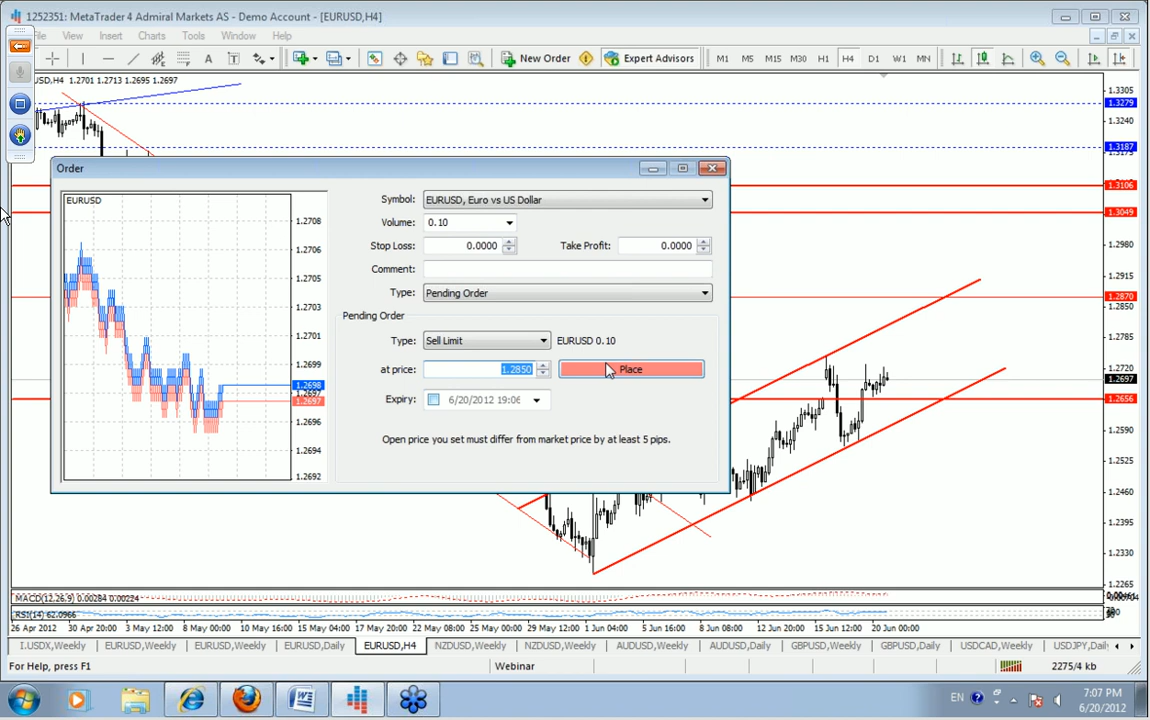 1252351: MetaTrader 4 Admiral Markets AS - Demo Account - [EURUSD,H4]
View Insert Charts Tools Window Help
A T New Order Expert Advisors M1 M5 M15 M30 H1 H4 D1 W1 MN
USD,H4 1.2701 1.2713 1.2695 1.2697
1.3305
1.3279
1.3240
1.3187
1.3106
1.3049
1.2980
1.2915
1.2870
1.2850
1.2785
1.2720
1.2697
1.2656
1.2590
1.2525
1.2460
1.2395
1.2330
1.2265
Order
EURUSD
1.2708
1.2706
1.2705
1.2703
1.2701
1.2699
1.2698
1.2697
1.2697
1.2696
1.2694
1.2692
Symbol: EURUSD, Euro vs US Dollar
Volume: 0.10
Stop Loss: 0.0000 Take Profit: 0.0000
Comment:
Type: Pending Order
Pending Order
Type: Sell Limit EURUSD 0.10
at price: 1.2850 Place
Expiry: 6/20/2012 19:06
Open price you set must differ from market price by at least 5 pips.
MACD(12,26,9) 0.00284 0.00224
RSI(14) 62.0966
26 Apr 2012 30 Apr 20:00 3 May 12:00 8 May 00:00 10 May 16:00 15 May 04:00 17 May 20:00 22 May 08:00 25 May 00:00 29 May 12:00 1 Jun 04:00 5 Jun 16:00 8 Jun 08:00 12 Jun 20:00 15 Jun 12:00 20 Jun 00:00
I.USDX,Weekly EURUSD,Weekly EURUSD,Weekly EURUSD,Daily EURUSD,H4 NZDUSD,Weekly NZDUSD,Weekly AUDUSD,Weekly AUDUSD,Daily GBPUSD,Weekly GBPUSD,Daily USDCAD,Weekly USDJPY,Dail
For Help, press F1 Webinar 2275/4 kb
EN 7:07 PM
6/20/2012